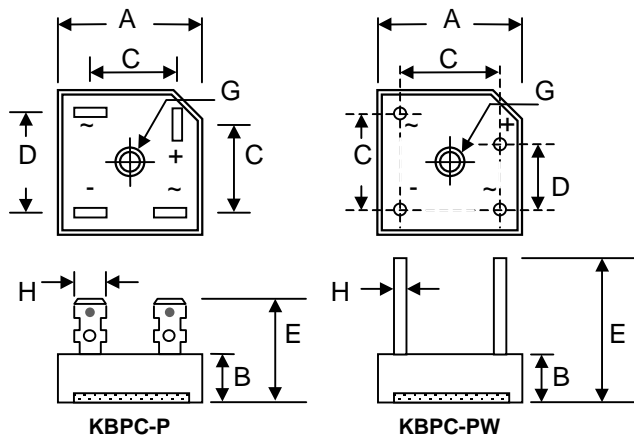 A A
C C
G G
~ ~ +
D C C D
+
- ~ - ~
H H
E E
B B
KBPC-P KBPC-PW